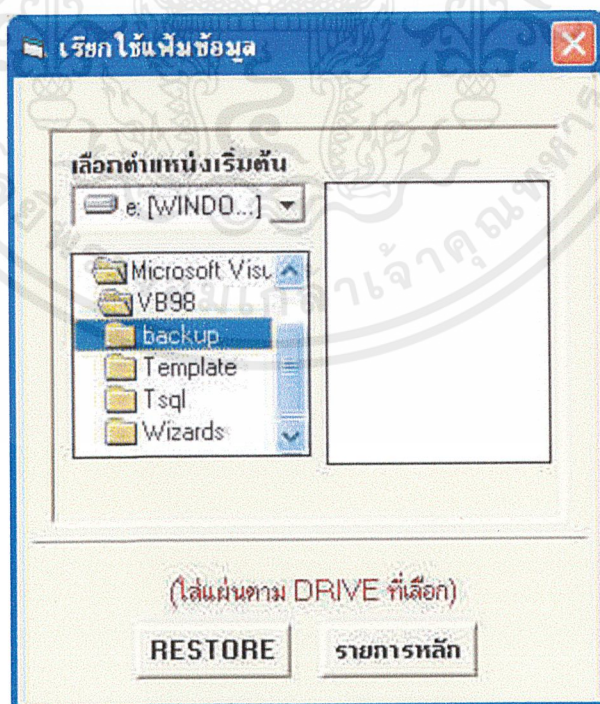 เรียกใช้แฟ้มข้อมูล
เลือกตำแหน่งเริ่มต้น
e: [WINDO...]
Microsoft Visu
VB98
backup
Template
Tsql
Wizards
(ใส่แผ่นตาม DRIVE ที่เลือก)
RESTORE รายการหลัก